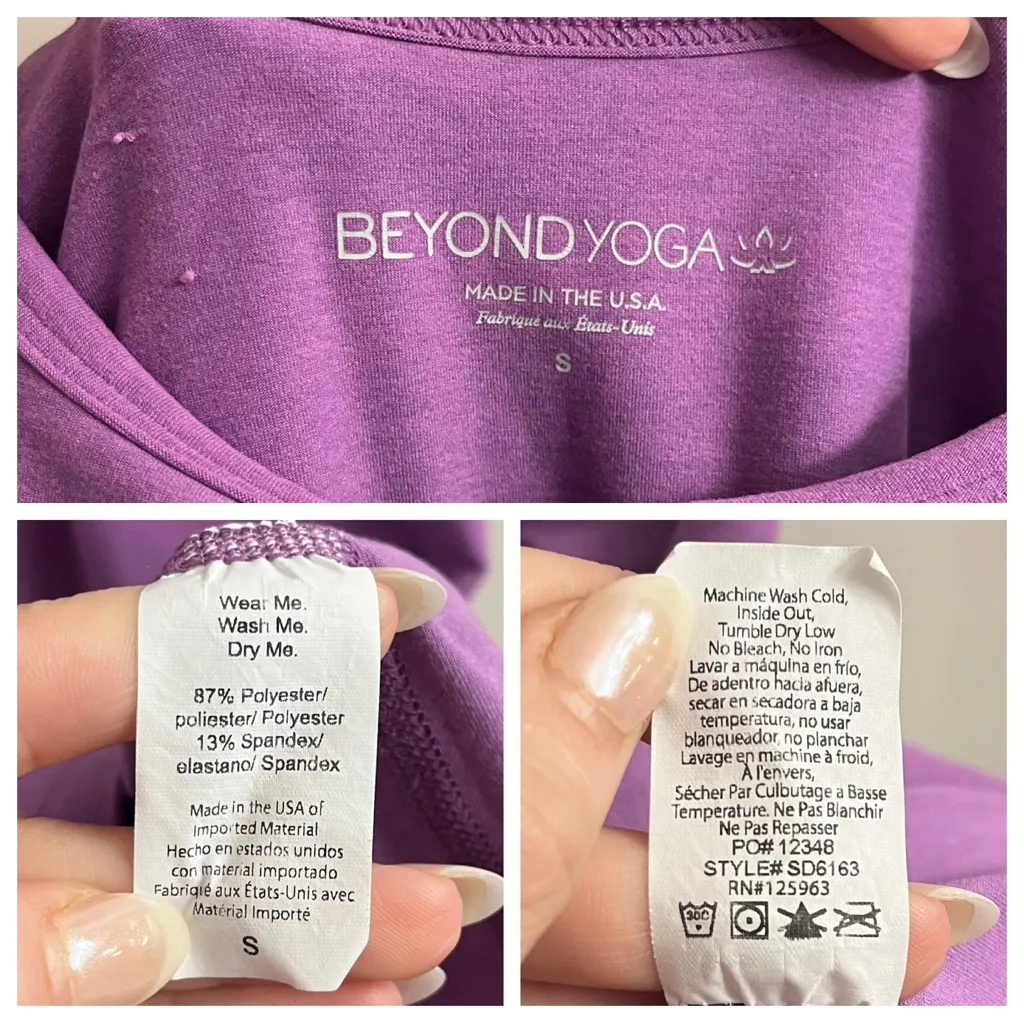 BEYOND YOGA
MADE IN THE U.S.A.
Fabriqué aux États-Unis
S
Wear Me.
Wash Me.
Dry Me.
87% Polyester/
poliester/ Polyester
13% Spandex/
elastano/ Spandex
Made in the USA of
Imported Material
Hecho en estados unidos
con material importado
Fabriqué aux États-Unis avec
Matérial Importé
S
Machine Wash Cold,
Inside Out,
Tumble Dry Low
No Bleach, No Iron
Lavar a máquina en frío,
De adentro hacia afuera,
secar en secadora a baja
temperatura, no usar
blanqueador, no planchar
Lavage en machine à froid,
À l'envers,
Sécher Par Culbutage a Basse
Temperature. Ne Pas Blanchir
Ne Pas Repasser
PO# 12348
STYLE# SD6163
RN#125963
30C